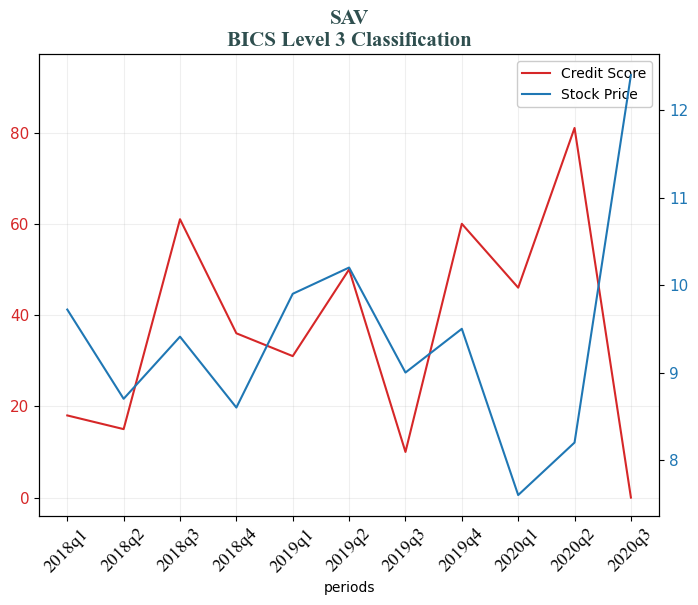 SAV
BICS Level 3 Classification
Credit Score
Stock Price
80
60
40
20
0
12
11
10
9
8
2018q1
2018q2
2018q3
2018q4
2019q1
2019q2
2019q3
2019q4
2020q1
2020q2
2020q3
periods